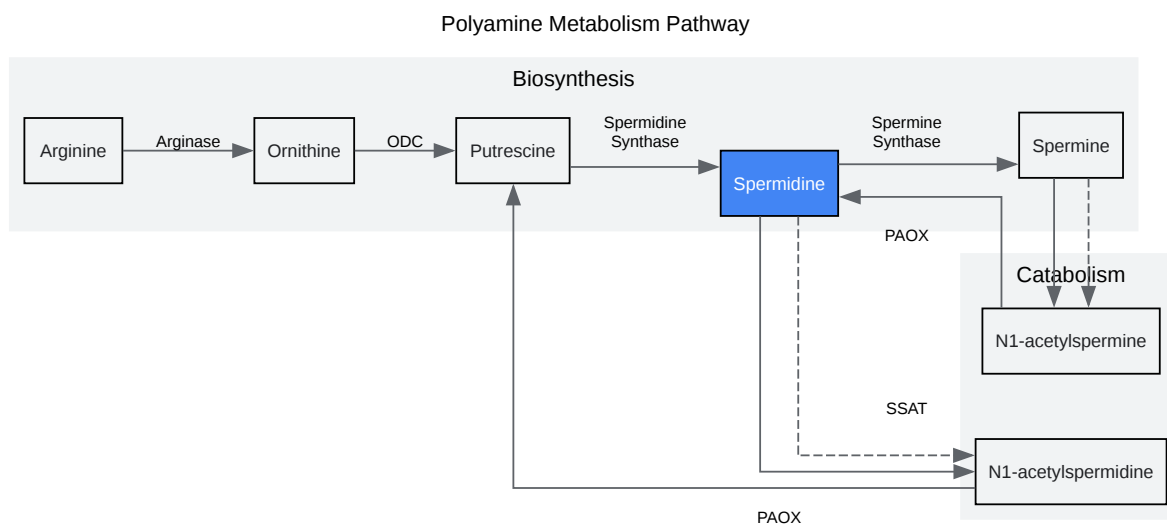 Polyamine Metabolism Pathway
Biosynthesis
Arginine
Arginase
Ornithine
ODC
Putrescine
Spermidine
Synthase
Spermidine
Spermine
Synthase
Spermine
PAOX
Catabolism
N1-acetylspermine
SSAT
N1-acetylspermidine
PAOX